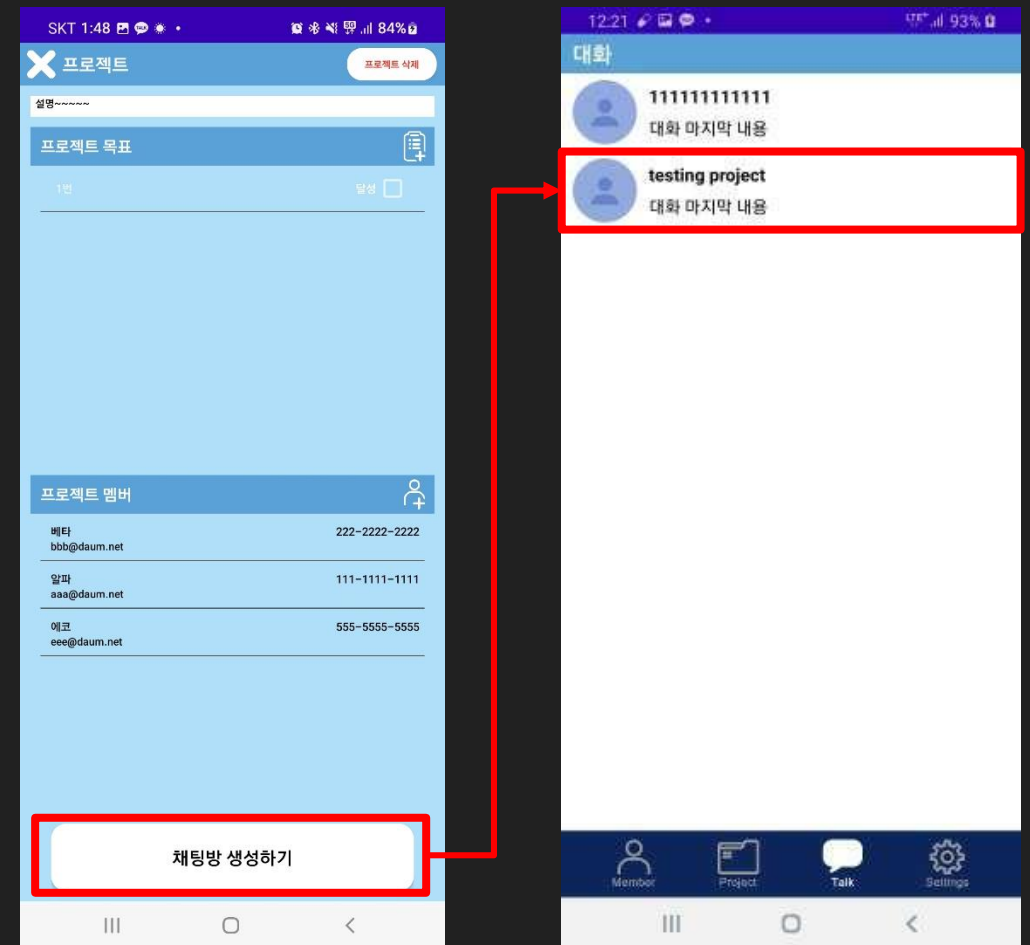 SKT 1:48
84%
프로젝트
프로젝트 삭제
설명~~~~~
프로젝트 목표
1번
달성
프로젝트 멤버
베타
222-2222-2222
bbb@daum.net
알파
111-1111-1111
aaa@daum.net
에코
555-5555-5555
eee@daum.net
채팅방 생성하기
12:21
93%
대화
111111111111
대화 마지막 내용
testing project
대화 마지막 내용
Member
Project
Talk
Settings